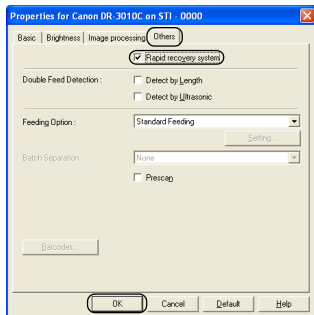 Properties for Canon DR-3010C on STI - 0000
Basic Brightness Image processing Others
Rapid recovery system
Double Feed Detection : Detect by Length
Detect by Ultrasonic
Feeding Option : Standard Feeding
Setting...
Batch Separation : None
Prescan
Barcodes...
OK Cancel Default Help